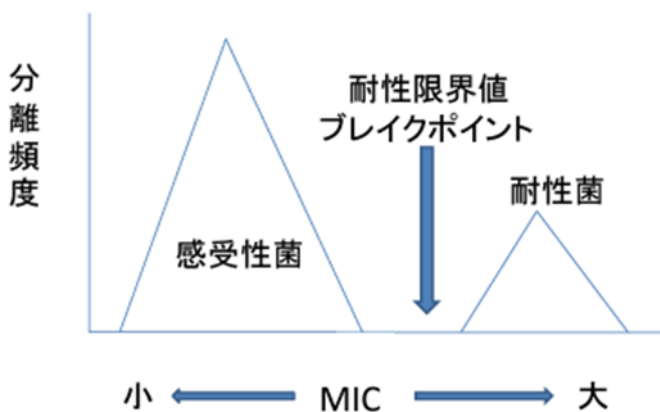 分離頻度
耐性限界値
ブレイクポイント
耐性菌
感受性菌
小
MIC
大